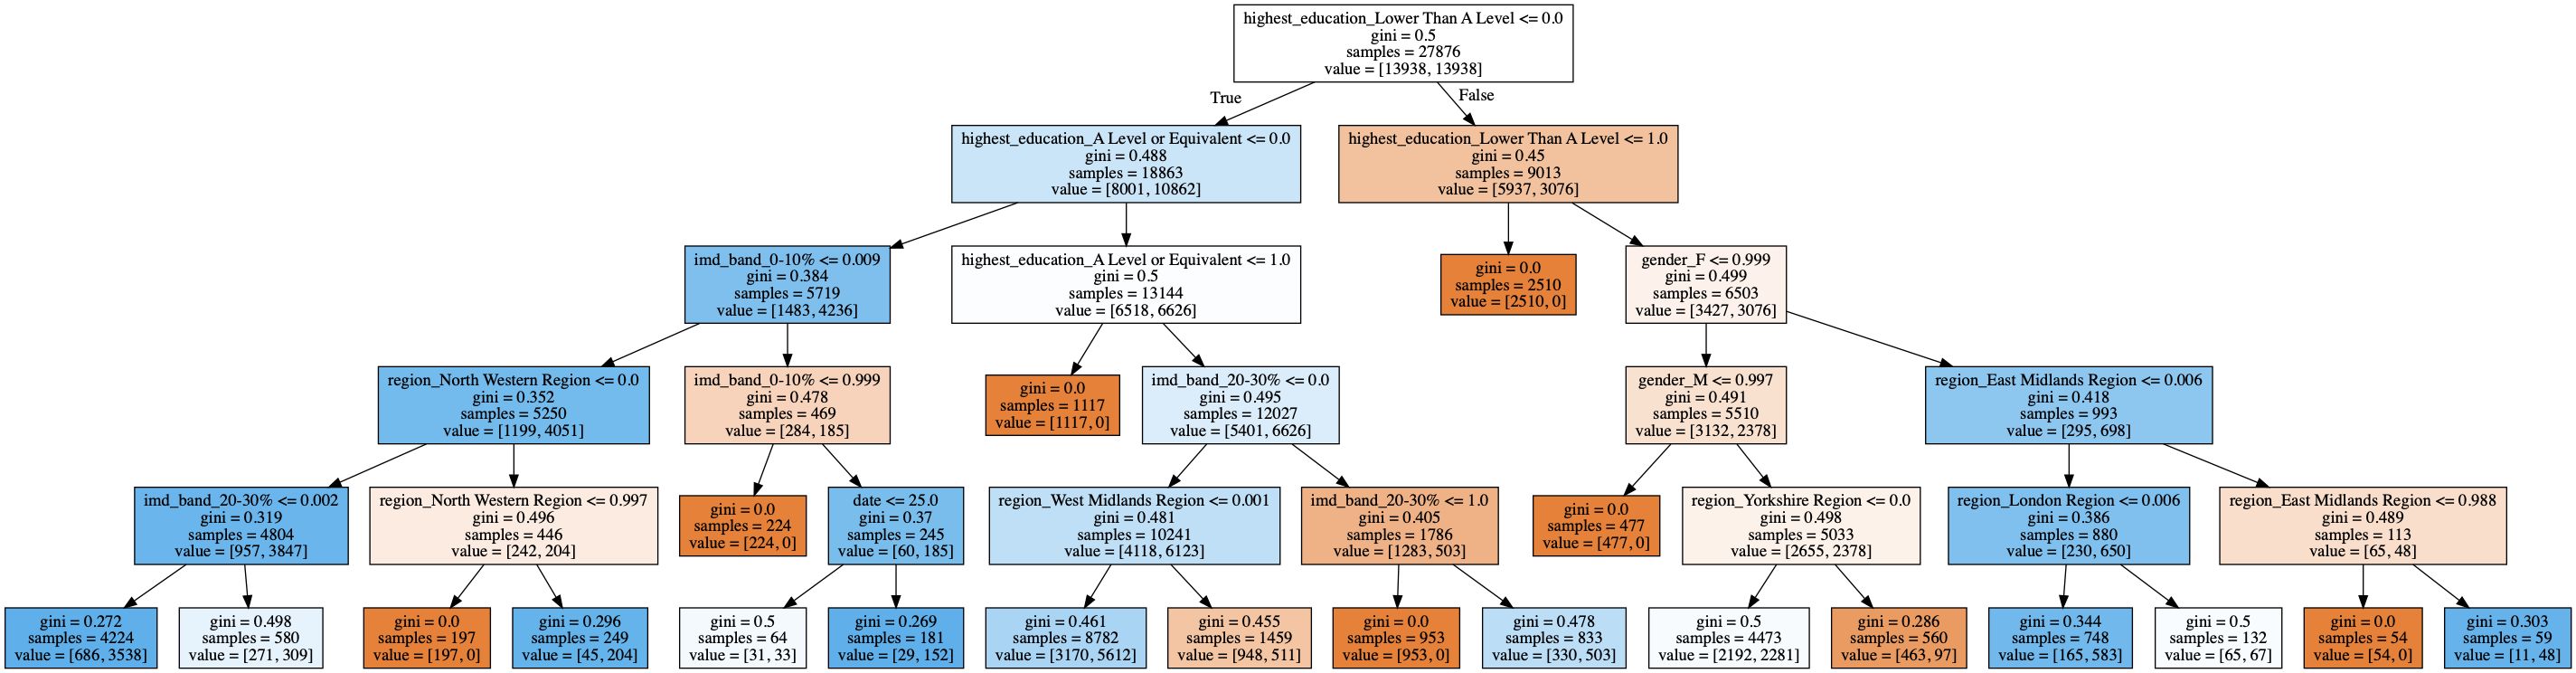 highest_education_Lower Than A Level <= 0.0
gini = 0.5
samples = 27876
value = [13938, 13938]
True
False
highest_education_A Level or Equivalent <= 0.0
gini = 0.488
samples = 18863
value = [8001, 10862]
highest_education_Lower Than A Level <= 1.0
gini = 0.45
samples = 9013
value = [5937, 3076]
imd_band_0-10% <= 0.009
gini = 0.384
samples = 5719
value = [1483, 4236]
highest_education_A Level or Equivalent <= 1.0
gini = 0.5
samples = 13144
value = [6518, 6626]
gini = 0.0
samples = 2510
value = [2510, 0]
gender_F <= 0.999
gini = 0.499
samples = 6503
value = [3427, 3076]
region_North Western Region <= 0.0
gini = 0.352
samples = 5250
value = [1199, 4051]
imd_band_0-10% <= 0.999
gini = 0.478
samples = 469
value = [284, 185]
gini = 0.0
samples = 1117
value = [1117, 0]
imd_band_20-30% <= 0.0
gini = 0.495
samples = 12027
value = [5401, 6626]
gender_M <= 0.997
gini = 0.491
samples = 5510
value = [3132, 2378]
region_East Midlands Region <= 0.006
gini = 0.418
samples = 993
value = [295, 698]
imd_band_20-30% <= 0.002
gini = 0.319
samples = 4804
value = [957, 3847]
region_North Western Region <= 0.997
gini = 0.496
samples = 446
value = [242, 204]
gini = 0.0
samples = 224
value = [224, 0]
date <= 25.0
gini = 0.37
samples = 245
value = [60, 185]
region_West Midlands Region <= 0.001
gini = 0.481
samples = 10241
value = [4118, 6123]
imd_band_20-30% <= 1.0
gini = 0.405
samples = 1786
value = [1283, 503]
gini = 0.0
samples = 477
value = [477, 0]
region_Yorkshire Region <= 0.0
gini = 0.498
samples = 5033
value = [2655, 2378]
region_London Region <= 0.006
gini = 0.386
samples = 880
value = [230, 650]
region_East Midlands Region <= 0.988
gini = 0.489
samples = 113
value = [65, 48]
gini = 0.272
samples = 4224
value = [686, 3538]
gini = 0.498
samples = 580
value = [271, 309]
gini = 0.0
samples = 197
value = [197, 0]
gini = 0.296
samples = 249
value = [45, 204]
gini = 0.5
samples = 64
value = [31, 33]
gini = 0.269
samples = 181
value = [29, 152]
gini = 0.461
samples = 8782
value = [3170, 5612]
gini = 0.455
samples = 1459
value = [948, 511]
gini = 0.0
samples = 953
value = [953, 0]
gini = 0.478
samples = 833
value = [330, 503]
gini = 0.5
samples = 4473
value = [2192, 2281]
gini = 0.286
samples = 560
value = [463, 97]
gini = 0.344
samples = 748
value = [165, 583]
gini = 0.5
samples = 132
value = [65, 67]
gini = 0.0
samples = 54
value = [54, 0]
gini = 0.303
samples = 59
value = [11, 48]